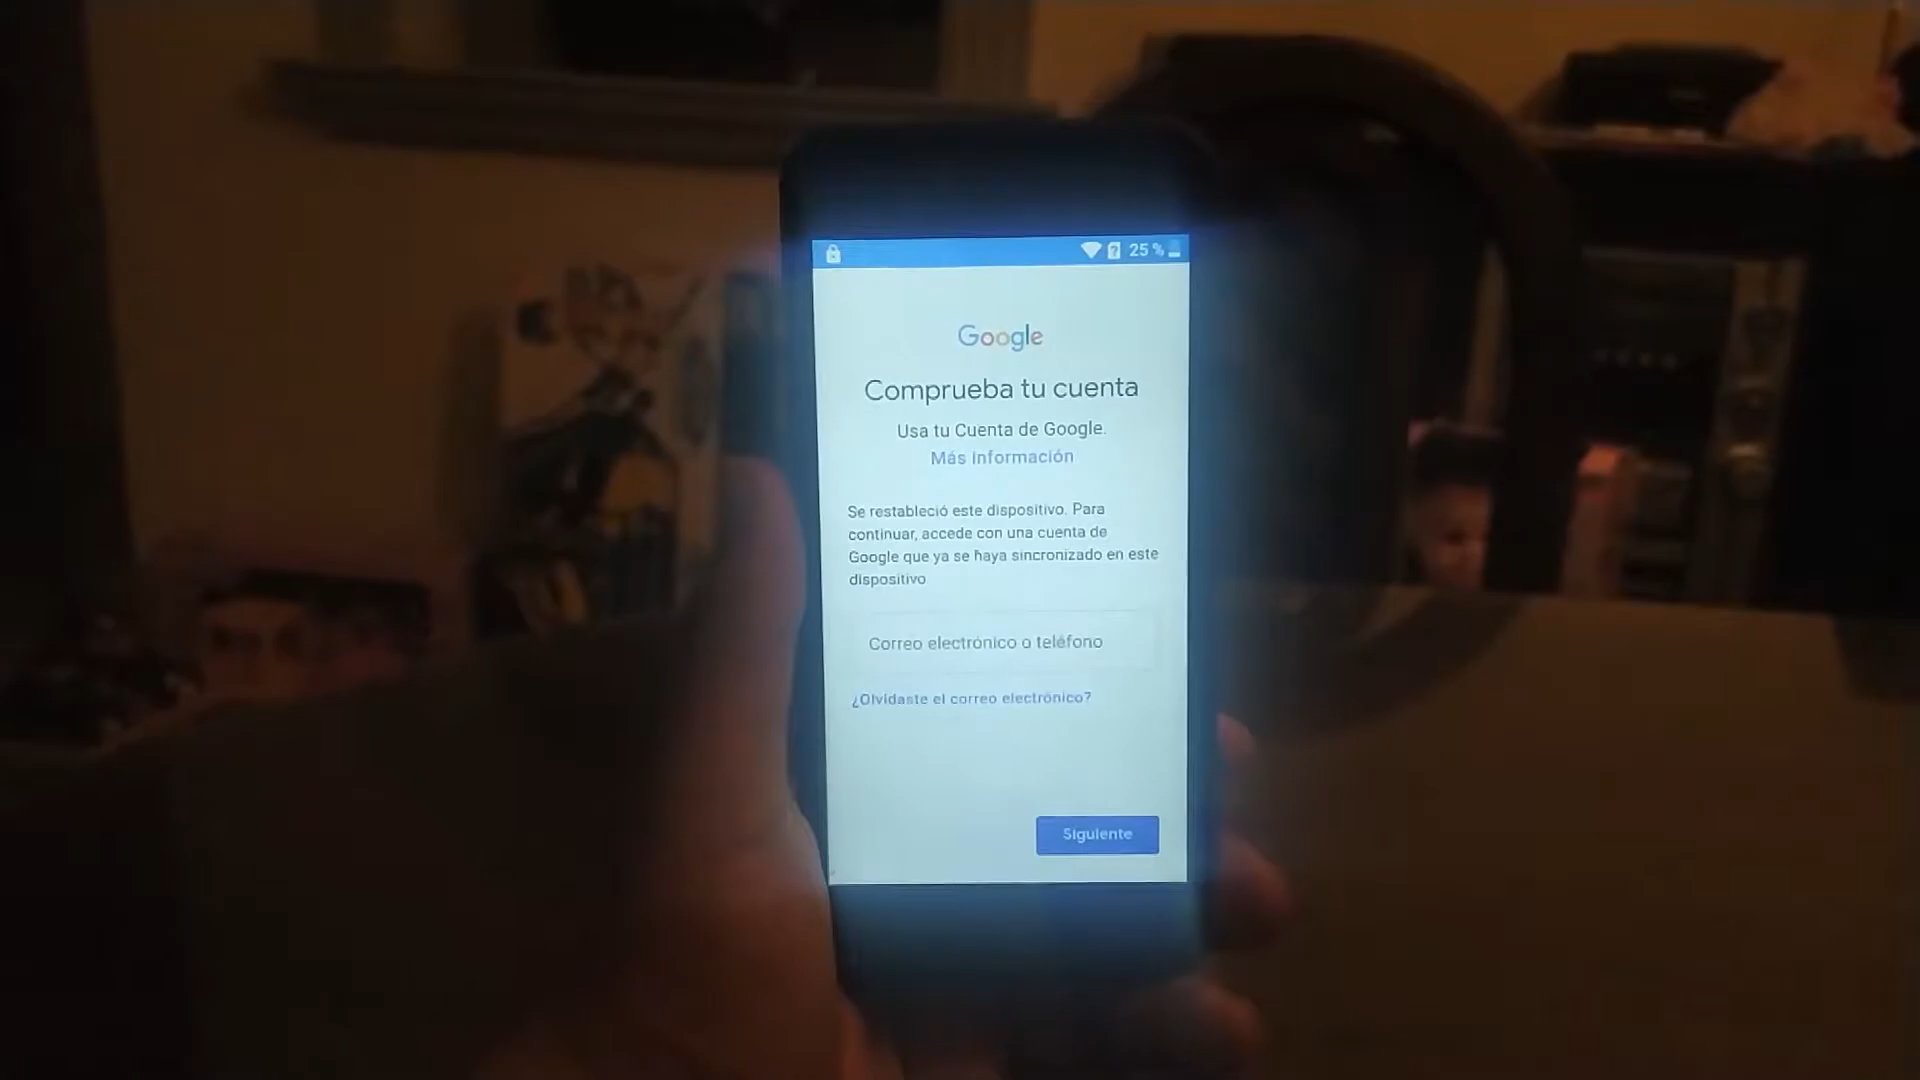 25 %
Google
Comprueba tu cuenta
Usa tu Cuenta de Google.
Más información
Se restableció este dispositivo. Para
continuar, accede con una cuenta de
Google que ya se haya sincronizado en este
dispositivo
Correo electrónico o teléfono
¿Olvidaste el correo electrónico?
Siguiente